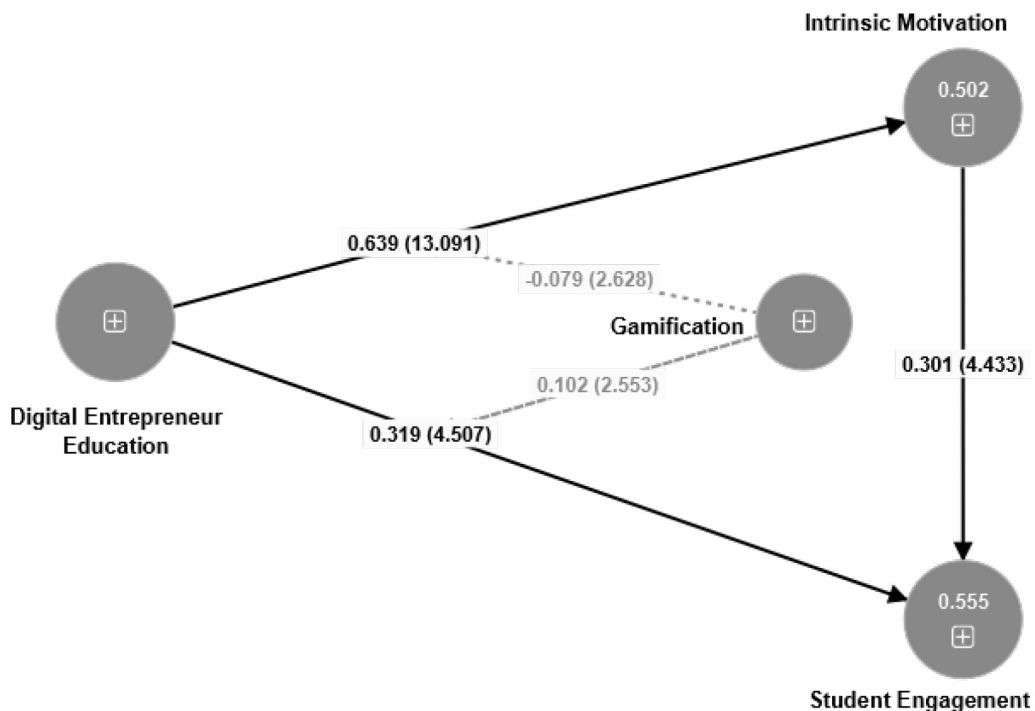 Intrinsic Motivation
0.502
0.639 (13.091)
-0.079 (2.628)
Gamification
0.301 (4.433)
0.102 (2.553)
Digital Entrepreneur
Education
0.319 (4.507)
0.555
Student Engagement